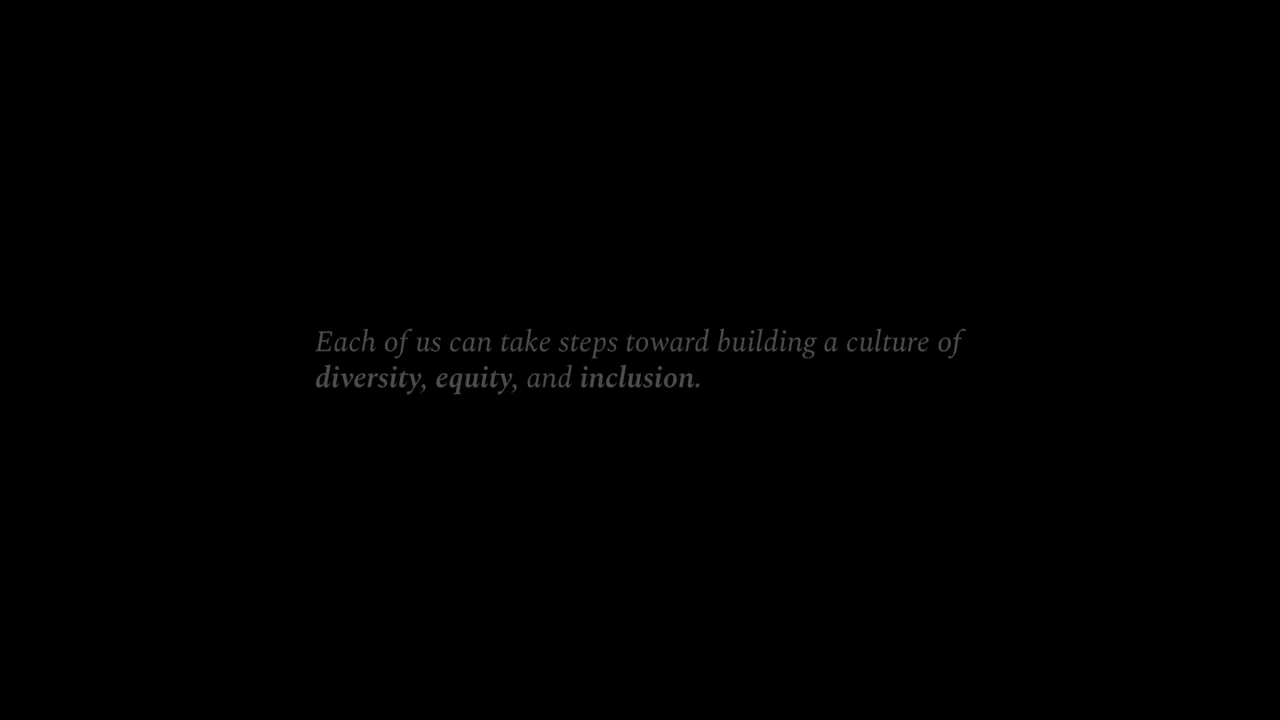 Each of us can take steps toward building a culture of
diversity, equity, and inclusion.